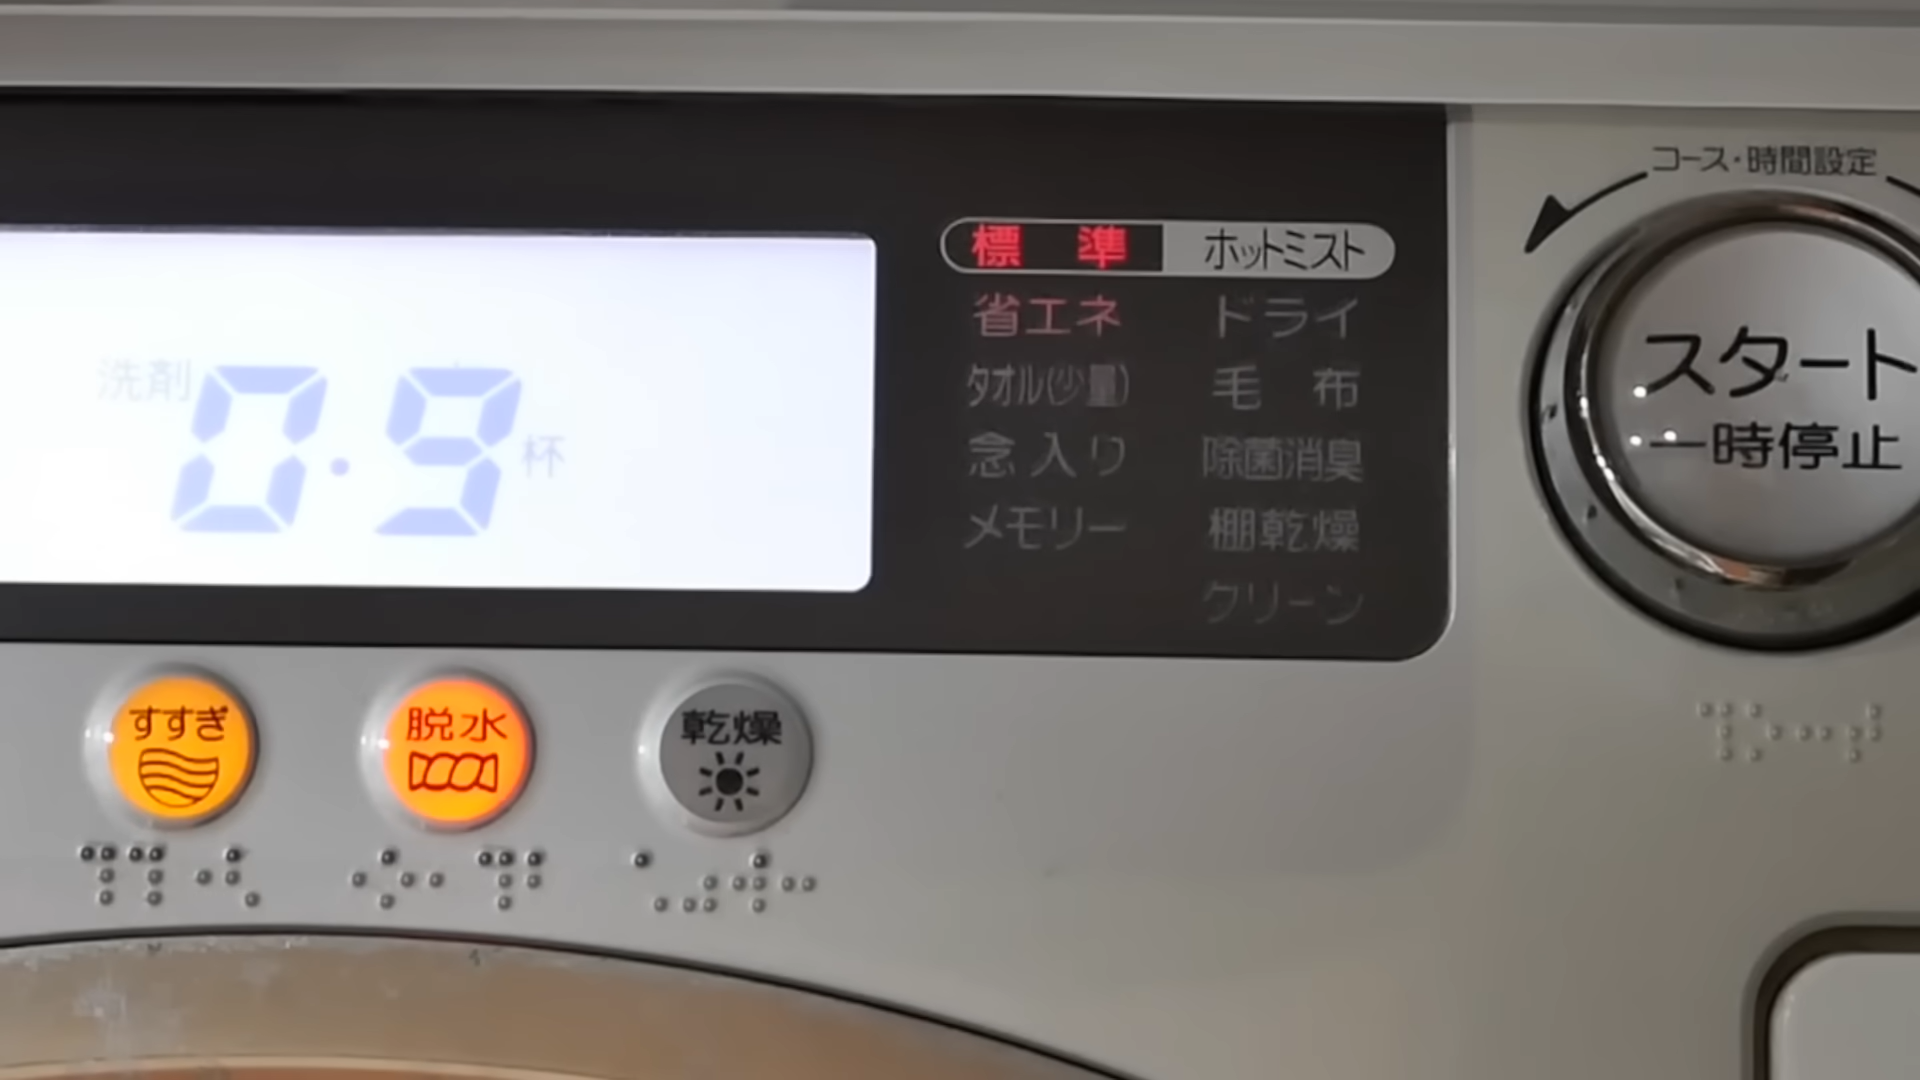 コース・時間設定
標準 ホットミスト
省エネ ドライ
タオル(少量) 毛布
念入り 除菌消臭
メモリー 棚乾燥
クリーン
洗剤 0.9 杯
スタート
一時停止
すすぎ
脱水
乾燥